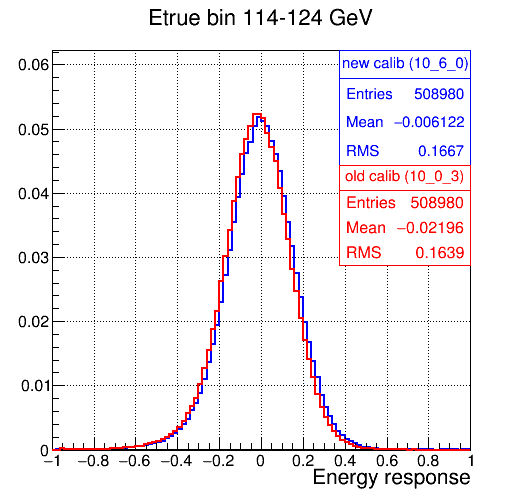 Etrue bin 114-124 GeV
new calib (10_6_0)
Entries 508980
Mean −0.006122
RMS 0.1667
old calib (10_0_3)
Entries 508980
Mean −0.02196
RMS 0.1639
0.06
0.05
0.04
0.03
0.02
0.01
0
−1 −0.8 −0.6 −0.4 −0.2 0 0.2 0.4 0.6 0.8 1
Energy response